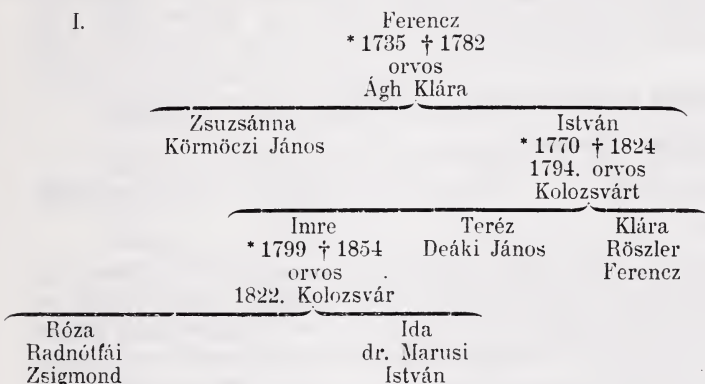 I.
Ferencz
* 1735 † 1782
orvos
Ágh Klára
Zsuzsánna
Körmöczi János
István
* 1770 † 1824
1794. orvos
Kolozsvárt
Imre
* 1799 † 1854
orvos
1822. Kolozsvár
Teréz
Deáki János
Klára
Röszler
Ferencz
Róza
Radnótfái
Zsigmond
Ida
dr. Marusi
István